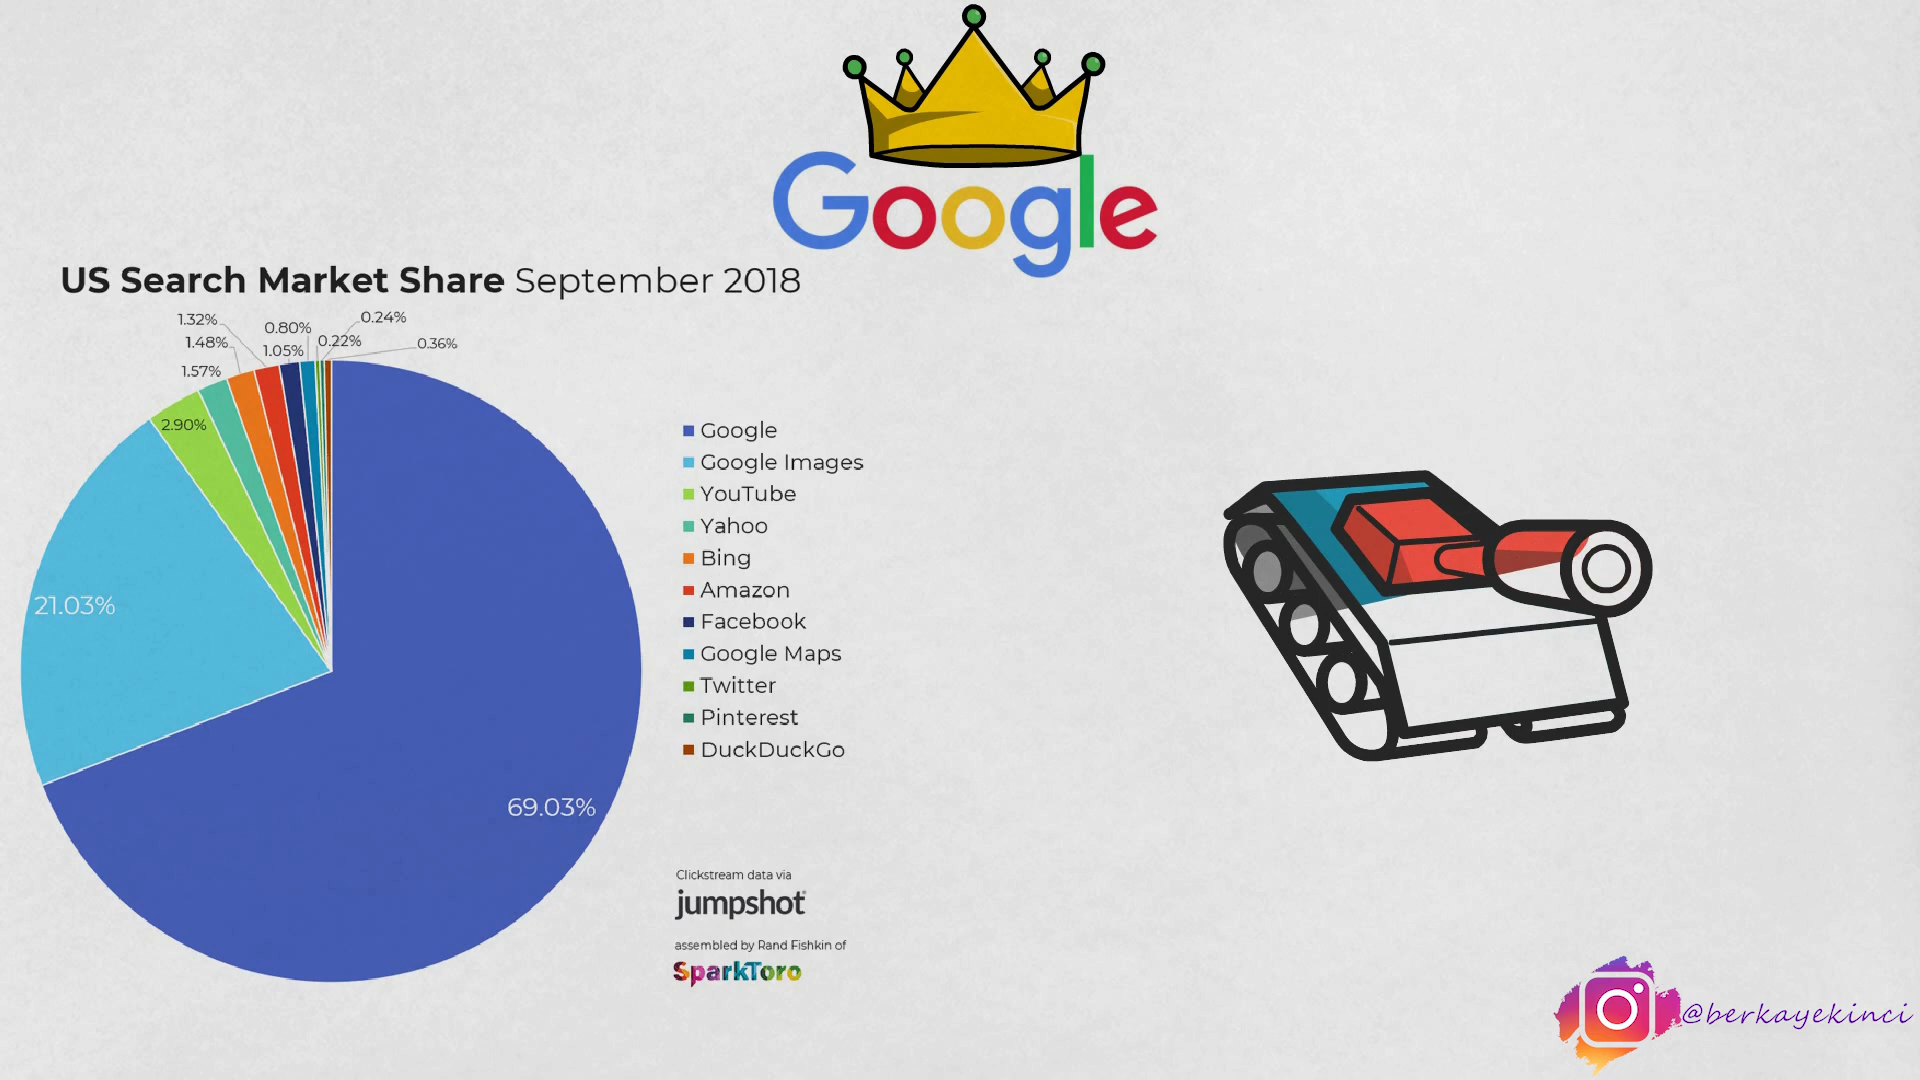 Google
US Search Market Share September 2018
1.32%
0.80%
0.24%
1.48%
1.05%
0.22%
0.36%
1.57%
2.90%
21.03%
69.03%
Google
Google Images
YouTube
Yahoo
Bing
Amazon
Facebook
Google Maps
Twitter
Pinterest
DuckDuckGo
Clickstream data via
jumpshot
assembled by Rand Fishkin of
SparkToro
@berkayekinci